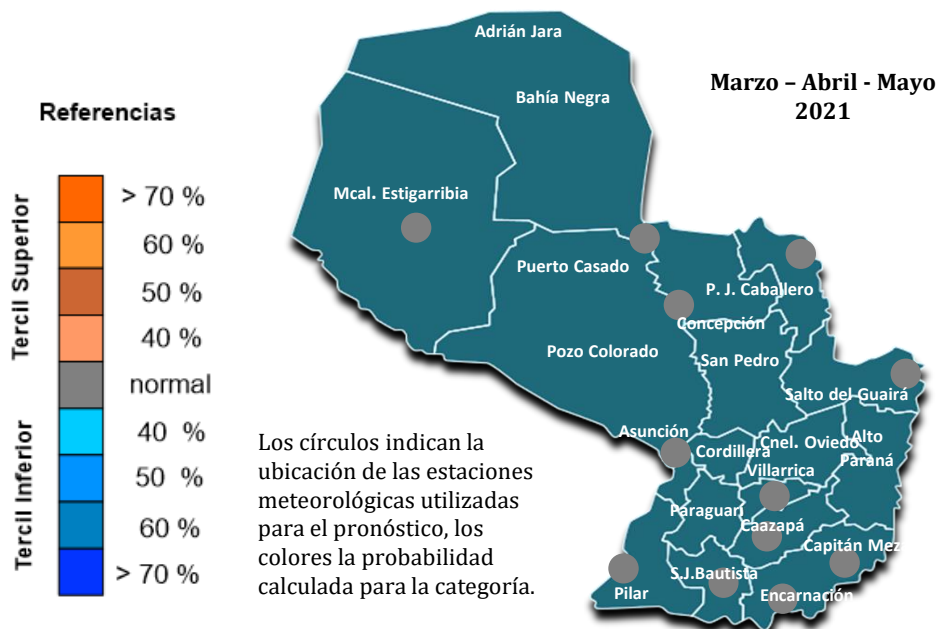 Marzo – Abril - Mayo
2021
Referencias
Tercil Superior
> 70 %
60 %
50 %
40 %
normal
Tercil Inferior
40 %
50 %
60 %
> 70 %
Los círculos indican la
ubicación de las estaciones
meteorológicas utilizadas
para el pronóstico, los
colores la probabilidad
calculada para la categoría.
Adrián Jara
Bahía Negra
Mcal. Estigarribia
Puerto Casado
P. J. Caballero
Concepción
Pozo Colorado
San Pedro
Salto del Guairá
Asunción
Cordillera
Cnel. Oviedo
Alto
Paraná
Villarrica
Paraguarí
Caazapá
Capitán Mez
S.J.Bautista
Pilar
Encarnación